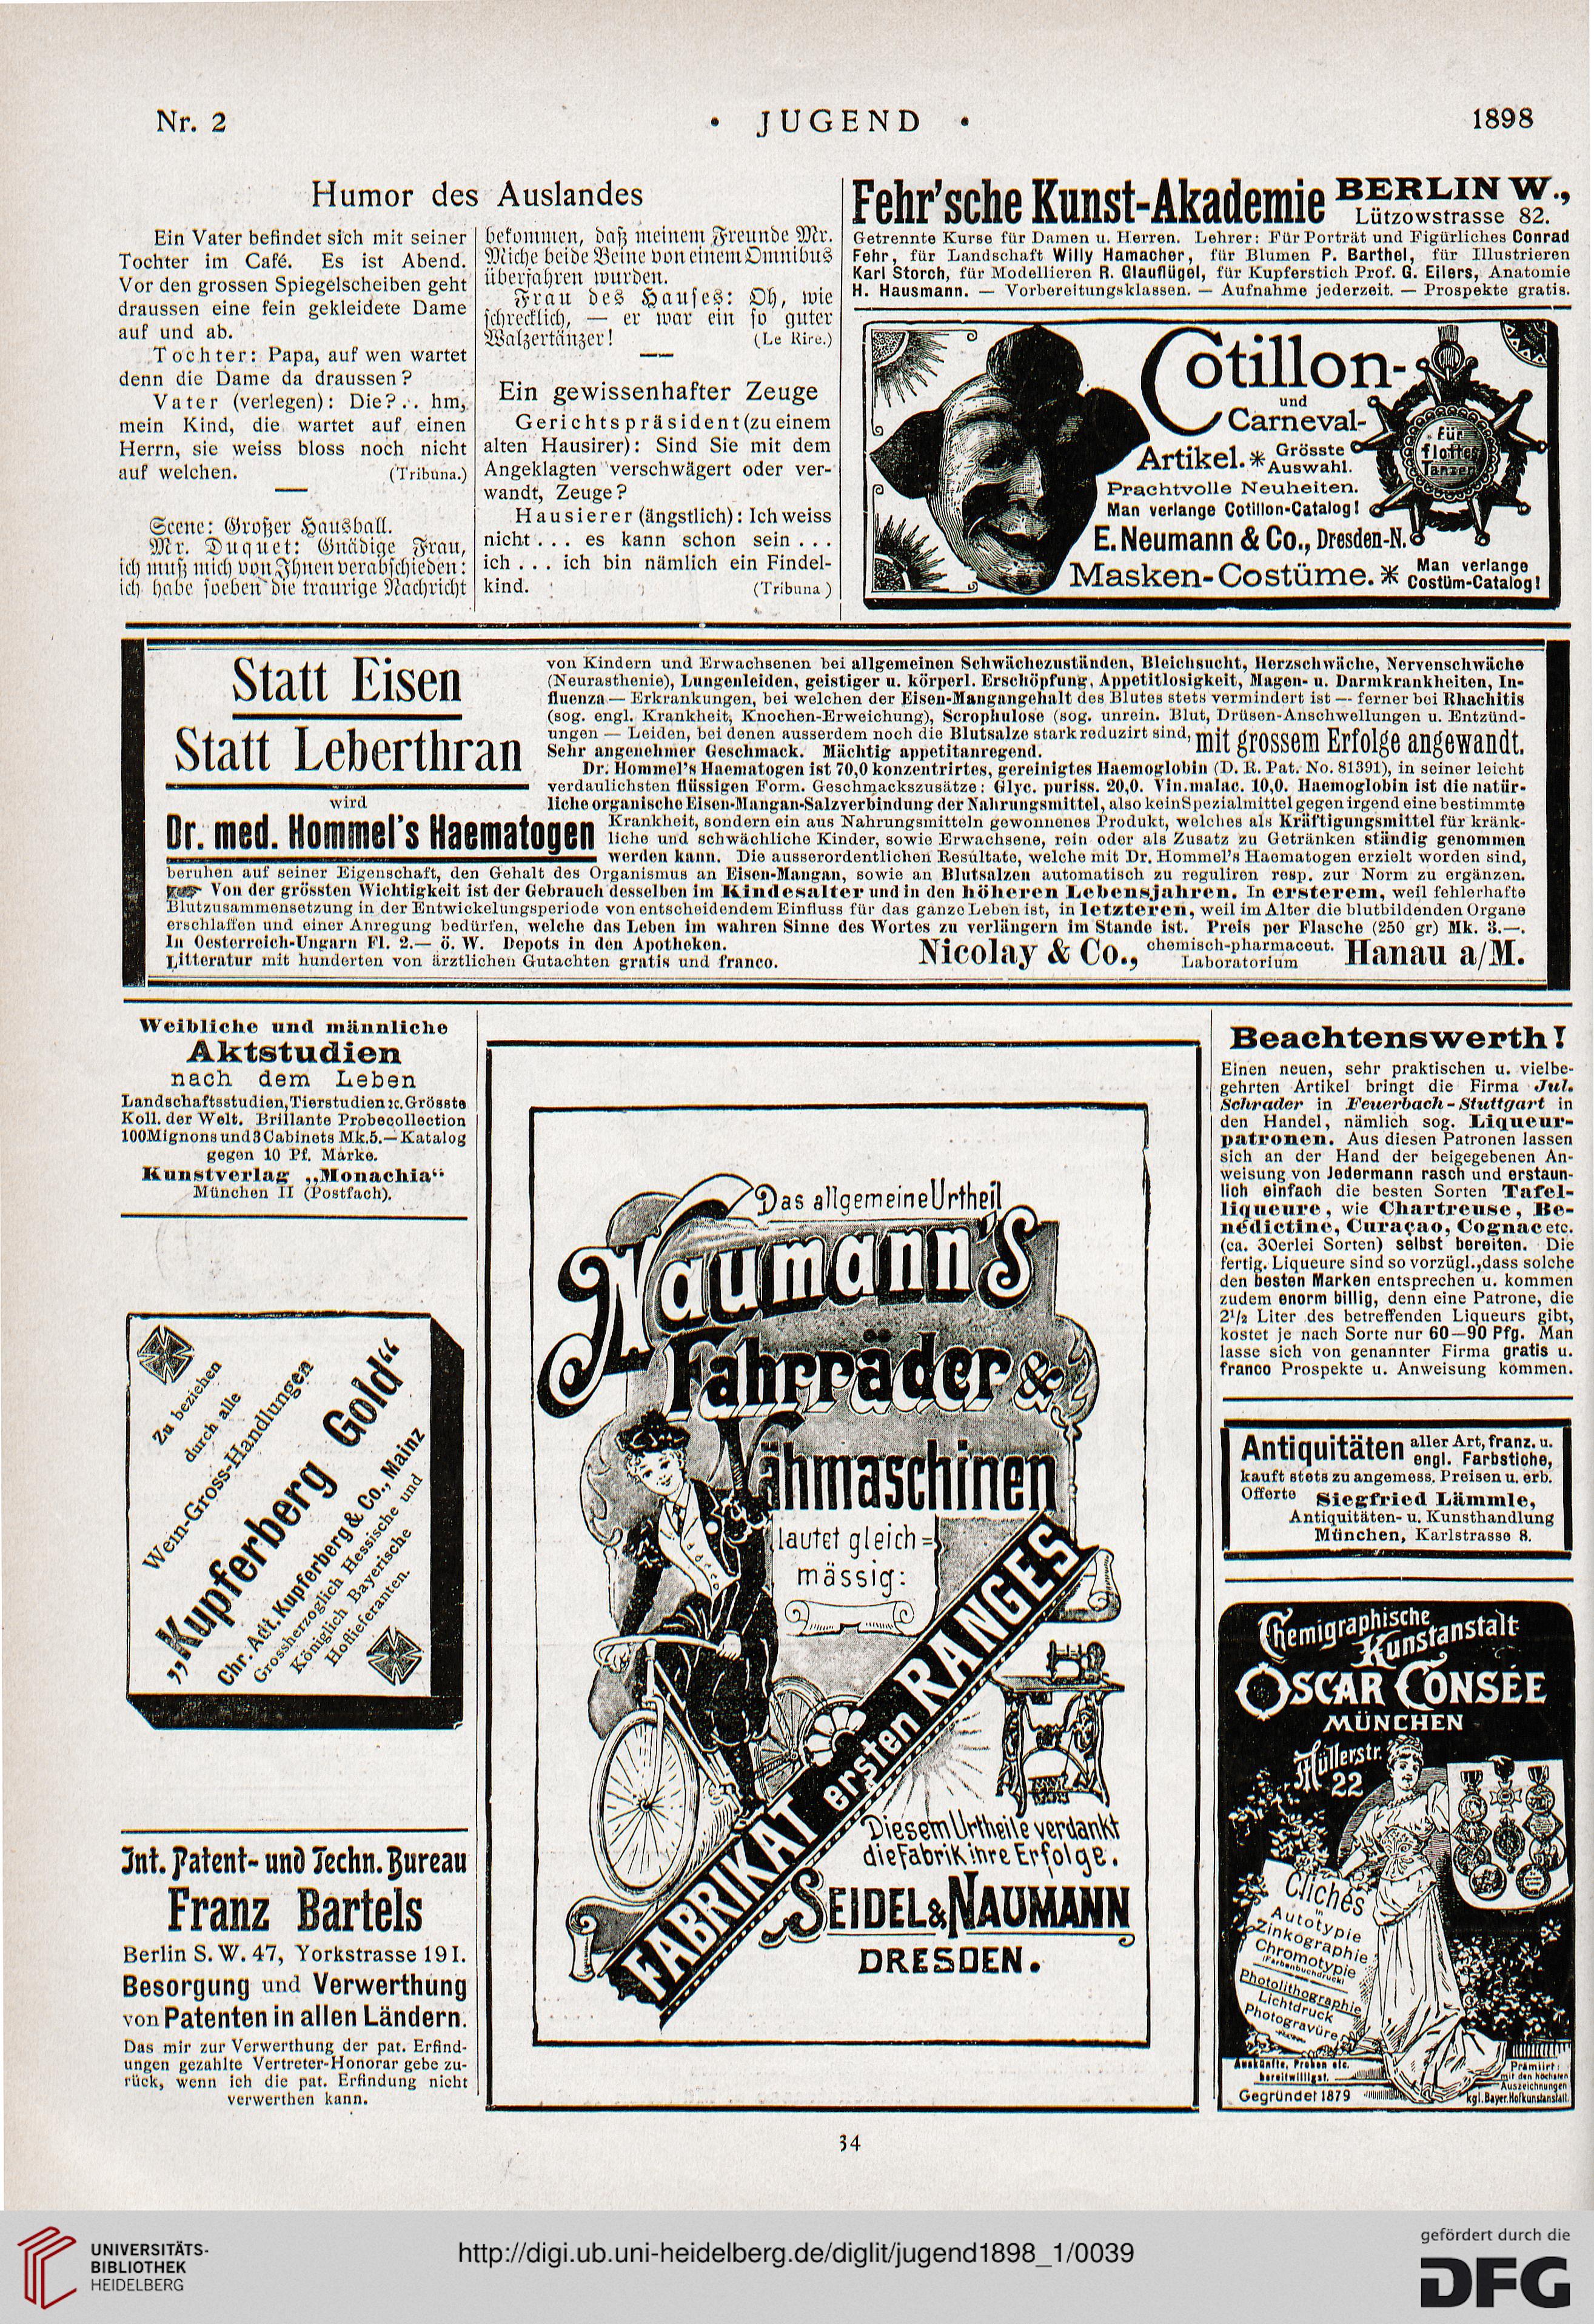 Nr. 2
• JUGEND •
1898
Humor des Auslandes
Ein Vater befindet sich mit seiner
Tochter im Café. Es ist Abend.
Vor den grossen Spiegelscheiben geht
draussen eine fein gekleidete Dame
auf und ab.
Tochter: Papa, auf wen wartet
denn die Dame da draussen?
Vater (verlegen): Die?.. hm,
mein Kind, die wartet auf einen
Herrn, sie weiss bloss noch nicht
auf welchen. (Tribuna.)
Scene: Großer Hausball.
Mr. Duquet: Gnädige Frau,
ich muß mich von Ihnen verabschieden:
ich habe soeben die traurige Nachricht
bekommen, daß meinem Freunde Mr.
Miche beide Beine von einem Omnibus
überfahren wurden.
Frau des Hauses: Oh, wie
schrecklich, — er war ein so guter
Walzertänzer! (Le Rire.)
Ein gewissenhafter Zeuge
Gerichtspräsident (zu einem
alten Hausirer): Sind Sie mit dem
Angeklagten verschwägert oder ver-
wandt, Zeuge?
Hausierer (ängstlich): Ich weiss
nicht . . . es kann schon sein . . .
ich . . . ich bin nämlich ein Findel-
kind. (Tribuna)
Fehr'sche Kunst-Akademie BERLIN W.,
Lützowstrasse 82.
Getrennte Kurse für Damen u. Herren. Lehrer: Für Porträt und Figürliches Conrad
Fehr, für Landschaft Willy Hamacher, für Blumen P. Barthel, für Illustrieren
Karl Storch, für Modellieren R. Glauflügel, für Kupferstich Prof. G. Eilers, Anatomie
H. Hausmann. — Vorbereitungsklassen. — Aufnahme jederzeit. — Prospekte gratis.
Cotillon-
und
Carneval-
Artikel. * Grösste
Auswahl.
für
flottes
Tanzen
Prachtvolle Neuheiten.
Man verlange Cotillon-Catalog!
E. Neumann & Co., Dresden-N.
Masken-Costüme. * Man verlange
Costüm-Catalog!
Statt Eisen
Statt Leberthran
wird
Dr. med. Hommel's Haematogen
von Kindern und Erwachsenen bei allgemeinen Schwächezuständen, Bleichsucht, Herzschwäche, Nervenschwäche
(Neurasthenie), Lungenleiden, geistiger u. körperl. Erschöpfung, Appetitlosigkeit, Magen- u. Darmkrankheiten, In-
fluenza — Erkrankungen, bei welchen der Eisen-Mangangehalt des Blutes stets vermindert ist — ferner bei Rhachitis
(sog. engl. Krankheit, Knochen-Erweichung), Scrophulose (sog. unrein. Blut, Drüsen-Anschwellungen u. Entzünd-
ungen — Leiden, bei denen ausserdem noch die Blutsalze stark reduzirt sind, mit grossem Erfolge angewandt.
Sehr angenehmer Geschmack. Mächtig appetitanregend.
Dr. Hommel's Haematogen ist 70,0 konzentrirtes, gereinigtes Haemoglobin (D. R. Pat. No. 81391), in seiner leicht
verdaulichsten flüssigen Form. Geschmackszusätze: Glyc. puriss. 20,0. Vin. malac. 10,0. Haemoglobin ist die natür-
liche organische Eisen-Mangan-Salzverbindung der Nahrungsmittel, also kein Spezialmittel gegen irgend eine bestimmte
Krankheit, sondern ein aus Nahrungsmitteln gewonnenes Produkt, welches als Kräftigungsmittel für kränk-
liche und schwächliche Kinder, sowie Erwachsene, rein oder als Zusatz zu Getränken ständig genommen
werden kann. Die ausserordentlichen Resultate, welche mit Dr. Hommel's Haematogen erzielt worden sind,
beruhen auf seiner Eigenschaft, den Gehalt des Organismus an Eisen-Mangan, sowie an Blutsalzen automatisch zu reguliren resp. zur Norm zu ergänzen.
Von der grössten Wichtigkeit ist der Gebrauch desselben im Kindesalter und in den höheren Lebensjahren. In ersterem, weil fehlerhafte
Blutzusammensetzung in der Entwickelungsperiode von entscheidendem Einfluss für das ganze Leben ist, in letzteren, weil im Alter die blutbildenden Organe
erschlaffen und einer Anregung bedürfen, welche das Leben im wahren Sinne des Wortes zu verlängern im Stande ist. Preis per Flasche (250 gr) Mk. 3.—.
In Oesterreich-Ungarn Fl. 2.— ö. W. Depots in den Apotheken.
Litteratur mit hunderten von ärztlichen Gutachten gratis und franco.
Nicolay & Co., chemisch-pharmaceut.
Laboratorium Hanau a/M.
Weibliche und männliche
Aktstudien
nach dem Leben
Landschaftsstudien, Tierstudien ꝛc. Grösste
Koll. der Welt. Brillante Probecollection
100 Mignons und 3 Cabinets Mk. 5.— Katalog
gegen 10 Pf. Marke.
Kunstverlag „Monachia“
München II (Postfach).
Zu beziehen
durch alle
Wein-Gross-Handlungen
„Kupferberg Gold“
Chr. Adt. Kupferberg & Co., Mainz
Grossherzoglich Hessische und
Königlich Bayerische
Hoflieferanten.
Int. Patent- und Techn. Bureau
Franz Bartels
Berlin S. W. 47, Yorkstrasse 19 I.
Besorgung und Verwerthung
von Patenten in allen Ländern.
Das mir zur Verwerthung der pat. Erfind-
ungen gezahlte Vertreter-Honorar gebe zu-
rück, wenn ich die pat. Erfindung nicht
verwerthen kann.
Das allgemeine Urtheil
Naumann's
Fahrräder &
Nähmaschinen
lautet gleich=
mässig:
FABRIKAT ersten RANGES
Diesem Urtheile verdankt
die Fabrik ihre Erfolge.
SEIDEL & NAUMANN
DRESDEN.
Beachtenswerth!
Einen neuen, sehr praktischen u. vielbe-
gehrten Artikel bringt die Firma Jul.
Schrader in Feuerbach-Stuttgart in
den Handel, nämlich sog. Liqueur-
patronen. Aus diesen Patronen lassen
sich an der Hand der beigegebenen An-
weisung von Jedermann rasch und erstaun-
lich einfach die besten Sorten Tafel-
liqueure, wie Chartreuse, Be-
nédictine, Curaçao, Cognac etc.
(ca. 30erlei Sorten) selbst bereiten. Die
fertig. Liqueure sind so vorzügl., dass solche
den besten Marken entsprechen u. kommen
zudem enorm billig, denn eine Patrone, die
2½ Liter des betreffenden Liqueurs gibt,
kostet je nach Sorte nur 60—90 Pfg. Man
lasse sich von genannter Firma gratis u.
franco Prospekte u. Anweisung kommen.
Antiquitäten aller Art, franz. u.
engl. Farbstiche,
kauft stets zu angemess. Preisen u. erb.
Offerte Siegfried Lämmle,
Antiquitäten- u. Kunsthandlung
München, Karlstrasse 8.
Chemigraphische
Kunstanstalt
OSCAR CONSÉE
MÜNCHEN
Müllerstr.
22
Clichés
in
Autotypie
Zinkographie
Chromotypie
(Farbenbuchdruck)
Photolithographie
Lichtdruck
Photogravüre
Auskünfte, Proben etc.
bereitwilligst.
Gegründet 1879
Prämiirt
mit den höchsten
Auszeichnungen
kgl. Bayer. Hofkunstanstalt
34
UNIVERSITÄTS-
BIBLIOTHEK
HEIDELBERG
http://digi.ub.uni-heidelberg.de/diglit/jugend1898_1/0039
gefördert durch die
DFG